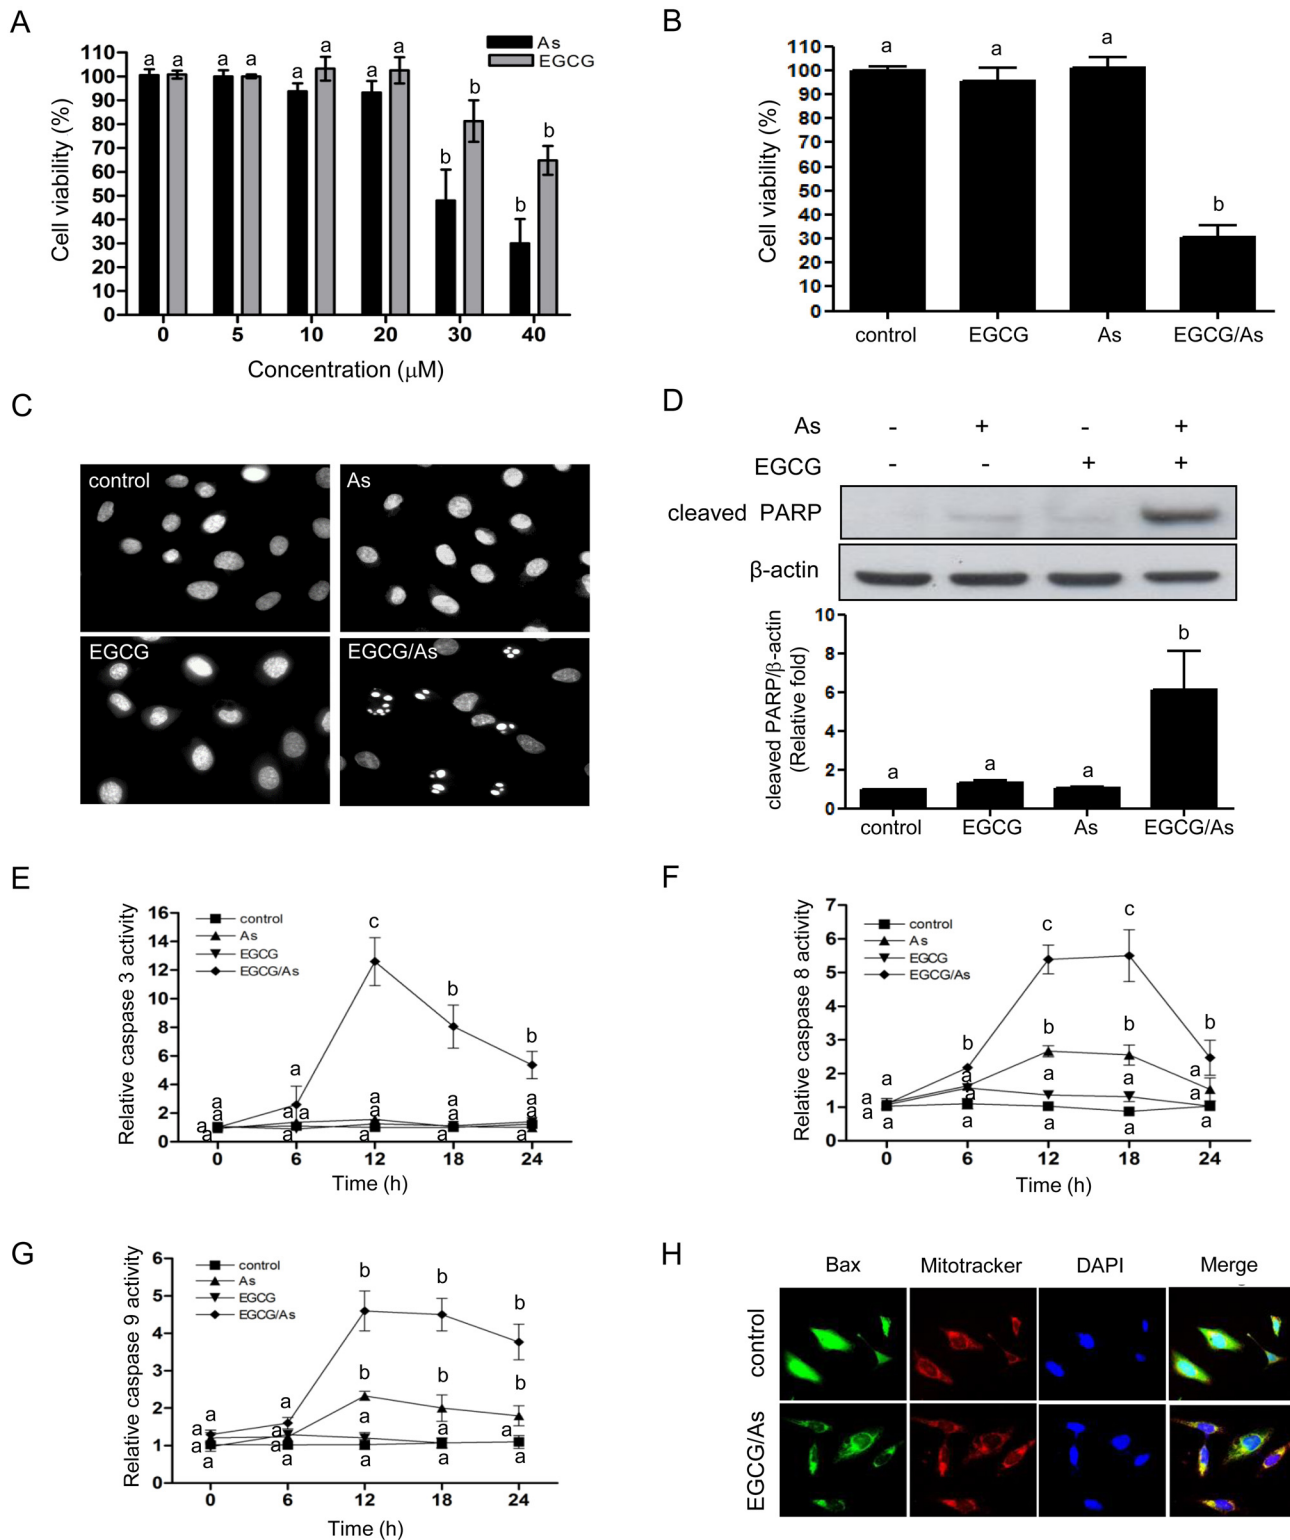 A
As
EGCG
a a a a a a a a b b b b
110
100
90
80
70
60
50
40
30
20
10
0
Cell viability (%)
0 5 10 20 30 40
Concentration (μM)
B
a a a b
110
100
90
80
70
60
50
40
30
20
10
0
Cell viability (%)
control EGCG As EGCG/As
C
control
As
EGCG
EGCG/As
D
As - + - +
EGCG - - + +
cleaved PARP
β-actin
10
8
6
4
2
0
cleaved PARP/β-actin
(Relative fold)
a a a b
control EGCG As EGCG/As
E
control
As
EGCG
EGCG/As
16
14
12
10
8
6
4
2
0
Relative caspase 3 activity
c
b
b
a
a a a a
a a a a a a
a a a a a
0 6 12 18 24
Time (h)
F
control
As
EGCG
EGCG/As
7
6
5
4
3
2
1
0
Relative caspase 8 activity
c c
b b b b
a a a a a
a a a a
a a a a a
0 6 12 18 24
Time (h)
G
control
As
EGCG
EGCG/As
6
5
4
3
2
1
0
Relative caspase 9 activity
b b b
b b b
a a a
a a a a
a a
a a a a a
0 6 12 18 24
Time (h)
H
Bax Mitotracker DAPI Merge
control
EGCG/As